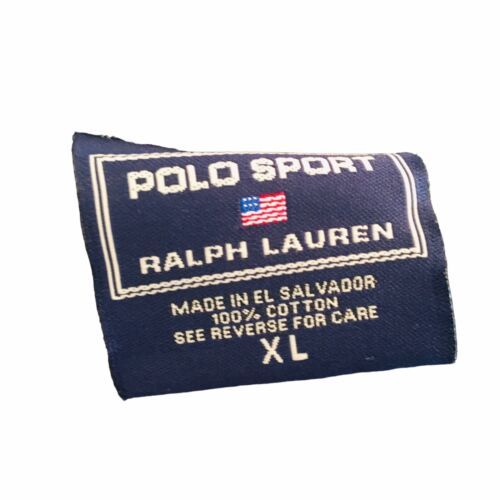 POLO SPORT
RALPH LAUREN
MADE IN EL SALVADOR
100% COTTON
SEE REVERSE FOR CARE
XL